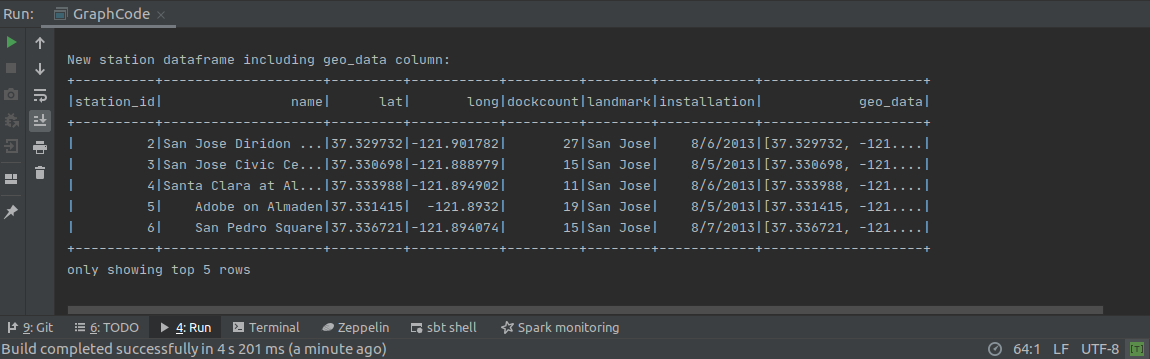 Run: GraphCode
New station dataframe including geo_data column:
+----------+--------------------+---------+-----------+---------+--------+------------+--------------------+
|station_id|                name|      lat|       long|dockcount|landmark|installation|            geo_data|
+----------+--------------------+---------+-----------+---------+--------+------------+--------------------+
|         2|San Jose Diridon ...|37.329732|-121.901782|       27|San Jose|    8/6/2013|[37.329732, -121....|
|         3|San Jose Civic Ce...|37.330698|-121.888979|       15|San Jose|    8/5/2013|[37.330698, -121....|
|         4|Santa Clara at Al...|37.333988|-121.894902|       11|San Jose|    8/6/2013|[37.333988, -121....|
|         5|    Adobe on Almaden|37.331415|  -121.8932|       19|San Jose|    8/5/2013|[37.331415, -121....|
|         6|    San Pedro Square|37.336721|-121.894074|       15|San Jose|    8/7/2013|[37.336721, -121....|
+----------+--------------------+---------+-----------+---------+--------+------------+--------------------+
only showing top 5 rows
9: Git 6: TODO 4: Run Terminal Zeppelin sbt shell Spark monitoring
Build completed successfully in 4 s 201 ms (a minute ago) 64:1 LF UTF-8 [T]